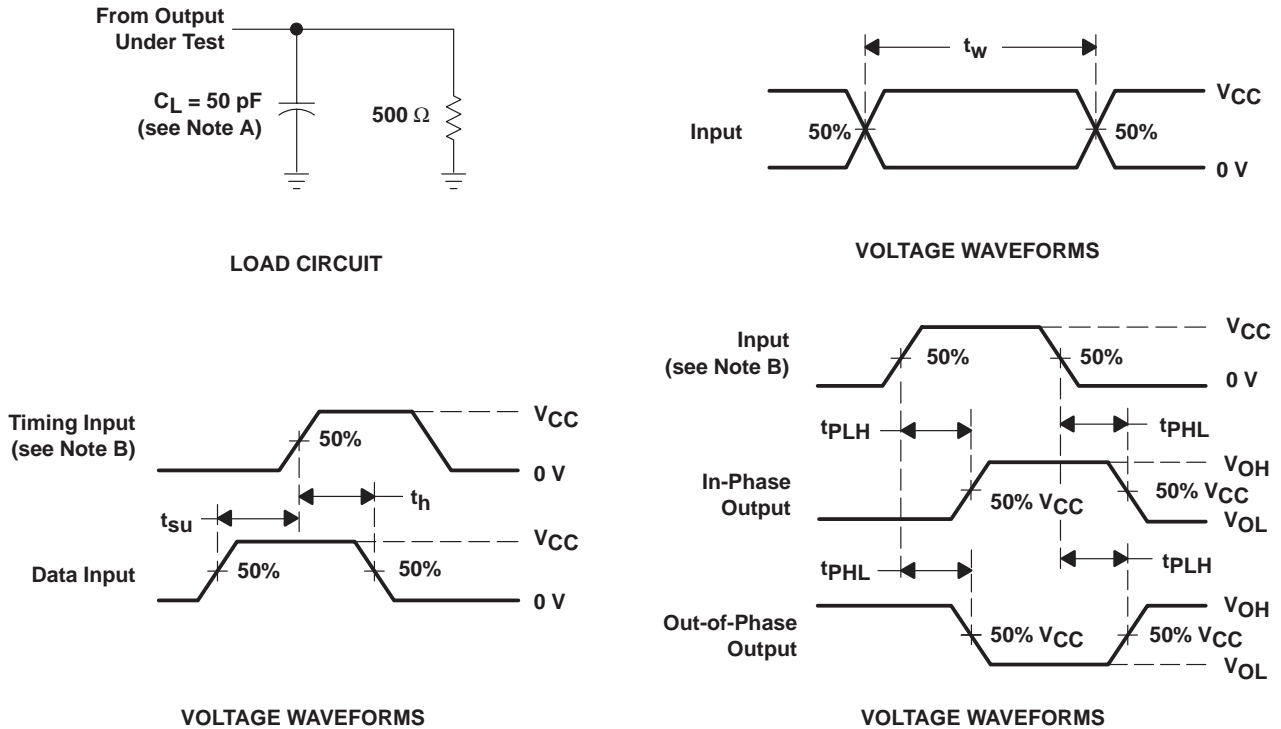 From Output
Under Test
CL = 50 pF
(see Note A)
500 Ω
LOAD CIRCUIT
tw
VCC
Input
50%
50%
0 V
VOLTAGE WAVEFORMS
Timing Input
(see Note B)
50%
VCC
0 V
th
tsu
VCC
Data Input
50%
50%
0 V
VOLTAGE WAVEFORMS
Input
(see Note B)
50%
50%
VCC
0 V
tPLH
tPHL
In-Phase
Output
50% VCC
VOH
50% VCC
VOL
tPHL
tPLH
Out-of-Phase
Output
50% VCC
VOH
50% VCC
VOL
VOLTAGE WAVEFORMS